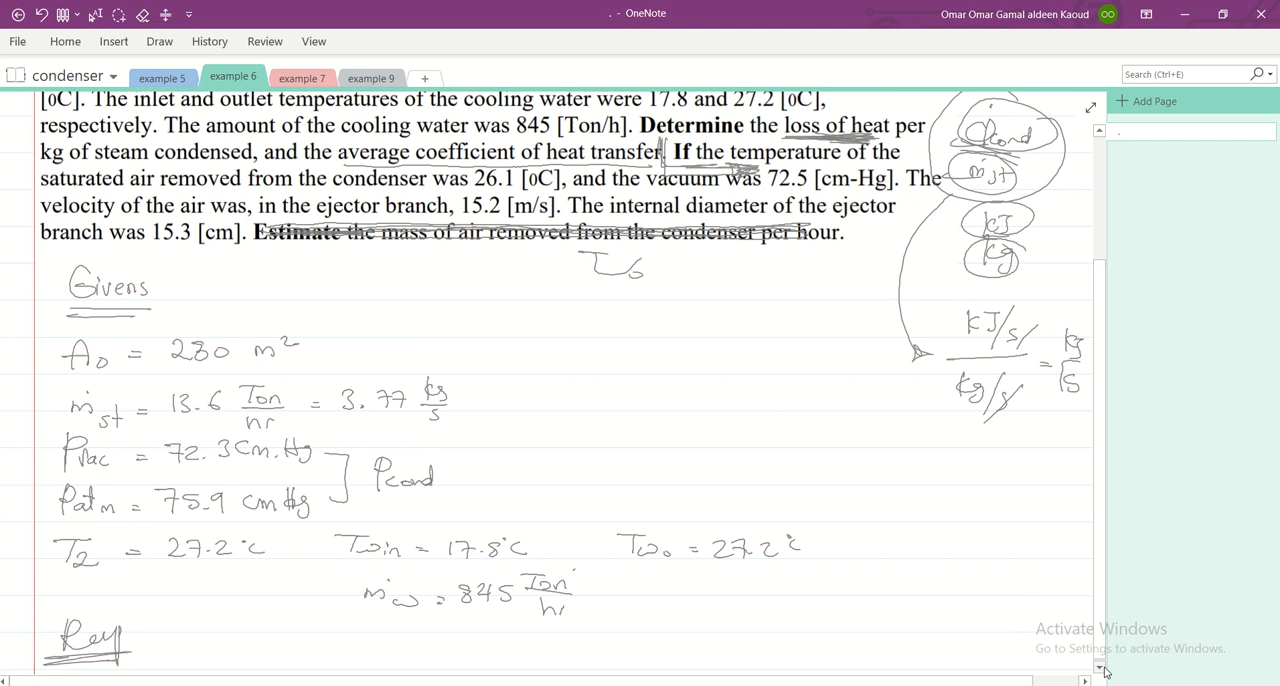 . - OneNote
Omar Omar Gamal aldeen Kaoud OO
File Home Insert Draw History Review View
condenser example 5 example 6 example 7 example 9 +
Search (Ctrl+E)
Add Page
.
[0C]. The inlet and outlet temperatures of the cooling water were 17.8 and 27.2 [0C],
respectively. The amount of the cooling water was 845 [Ton/h]. Determine the loss of heat per
kg of steam condensed, and the average coefficient of heat transfer. If the temperature of the
saturated air removed from the condenser was 26.1 [0C], and the vacuum was 72.5 [cm-Hg]. The
velocity of the air was, in the ejector branch, 15.2 [m/s]. The internal diameter of the ejector
branch was 15.3 [cm]. Estimate the mass of air removed from the condenser per hour.
ṁst
kJ
kg
Givens
kJ/s
kg/s
= kg
s
Ao = 280 m²
ṁst = 13.6 Ton/hr = 3.77 kg/s
Pvac = 72.3 cm.Hg
Pcond
Patm = 75.9 cmHg
T2 = 27.2°C Twin = 17.8°C Two = 27.2°C
ṁw = 845 Ton/hr
Req
Activate Windows
Go to Settings to activate Windows.